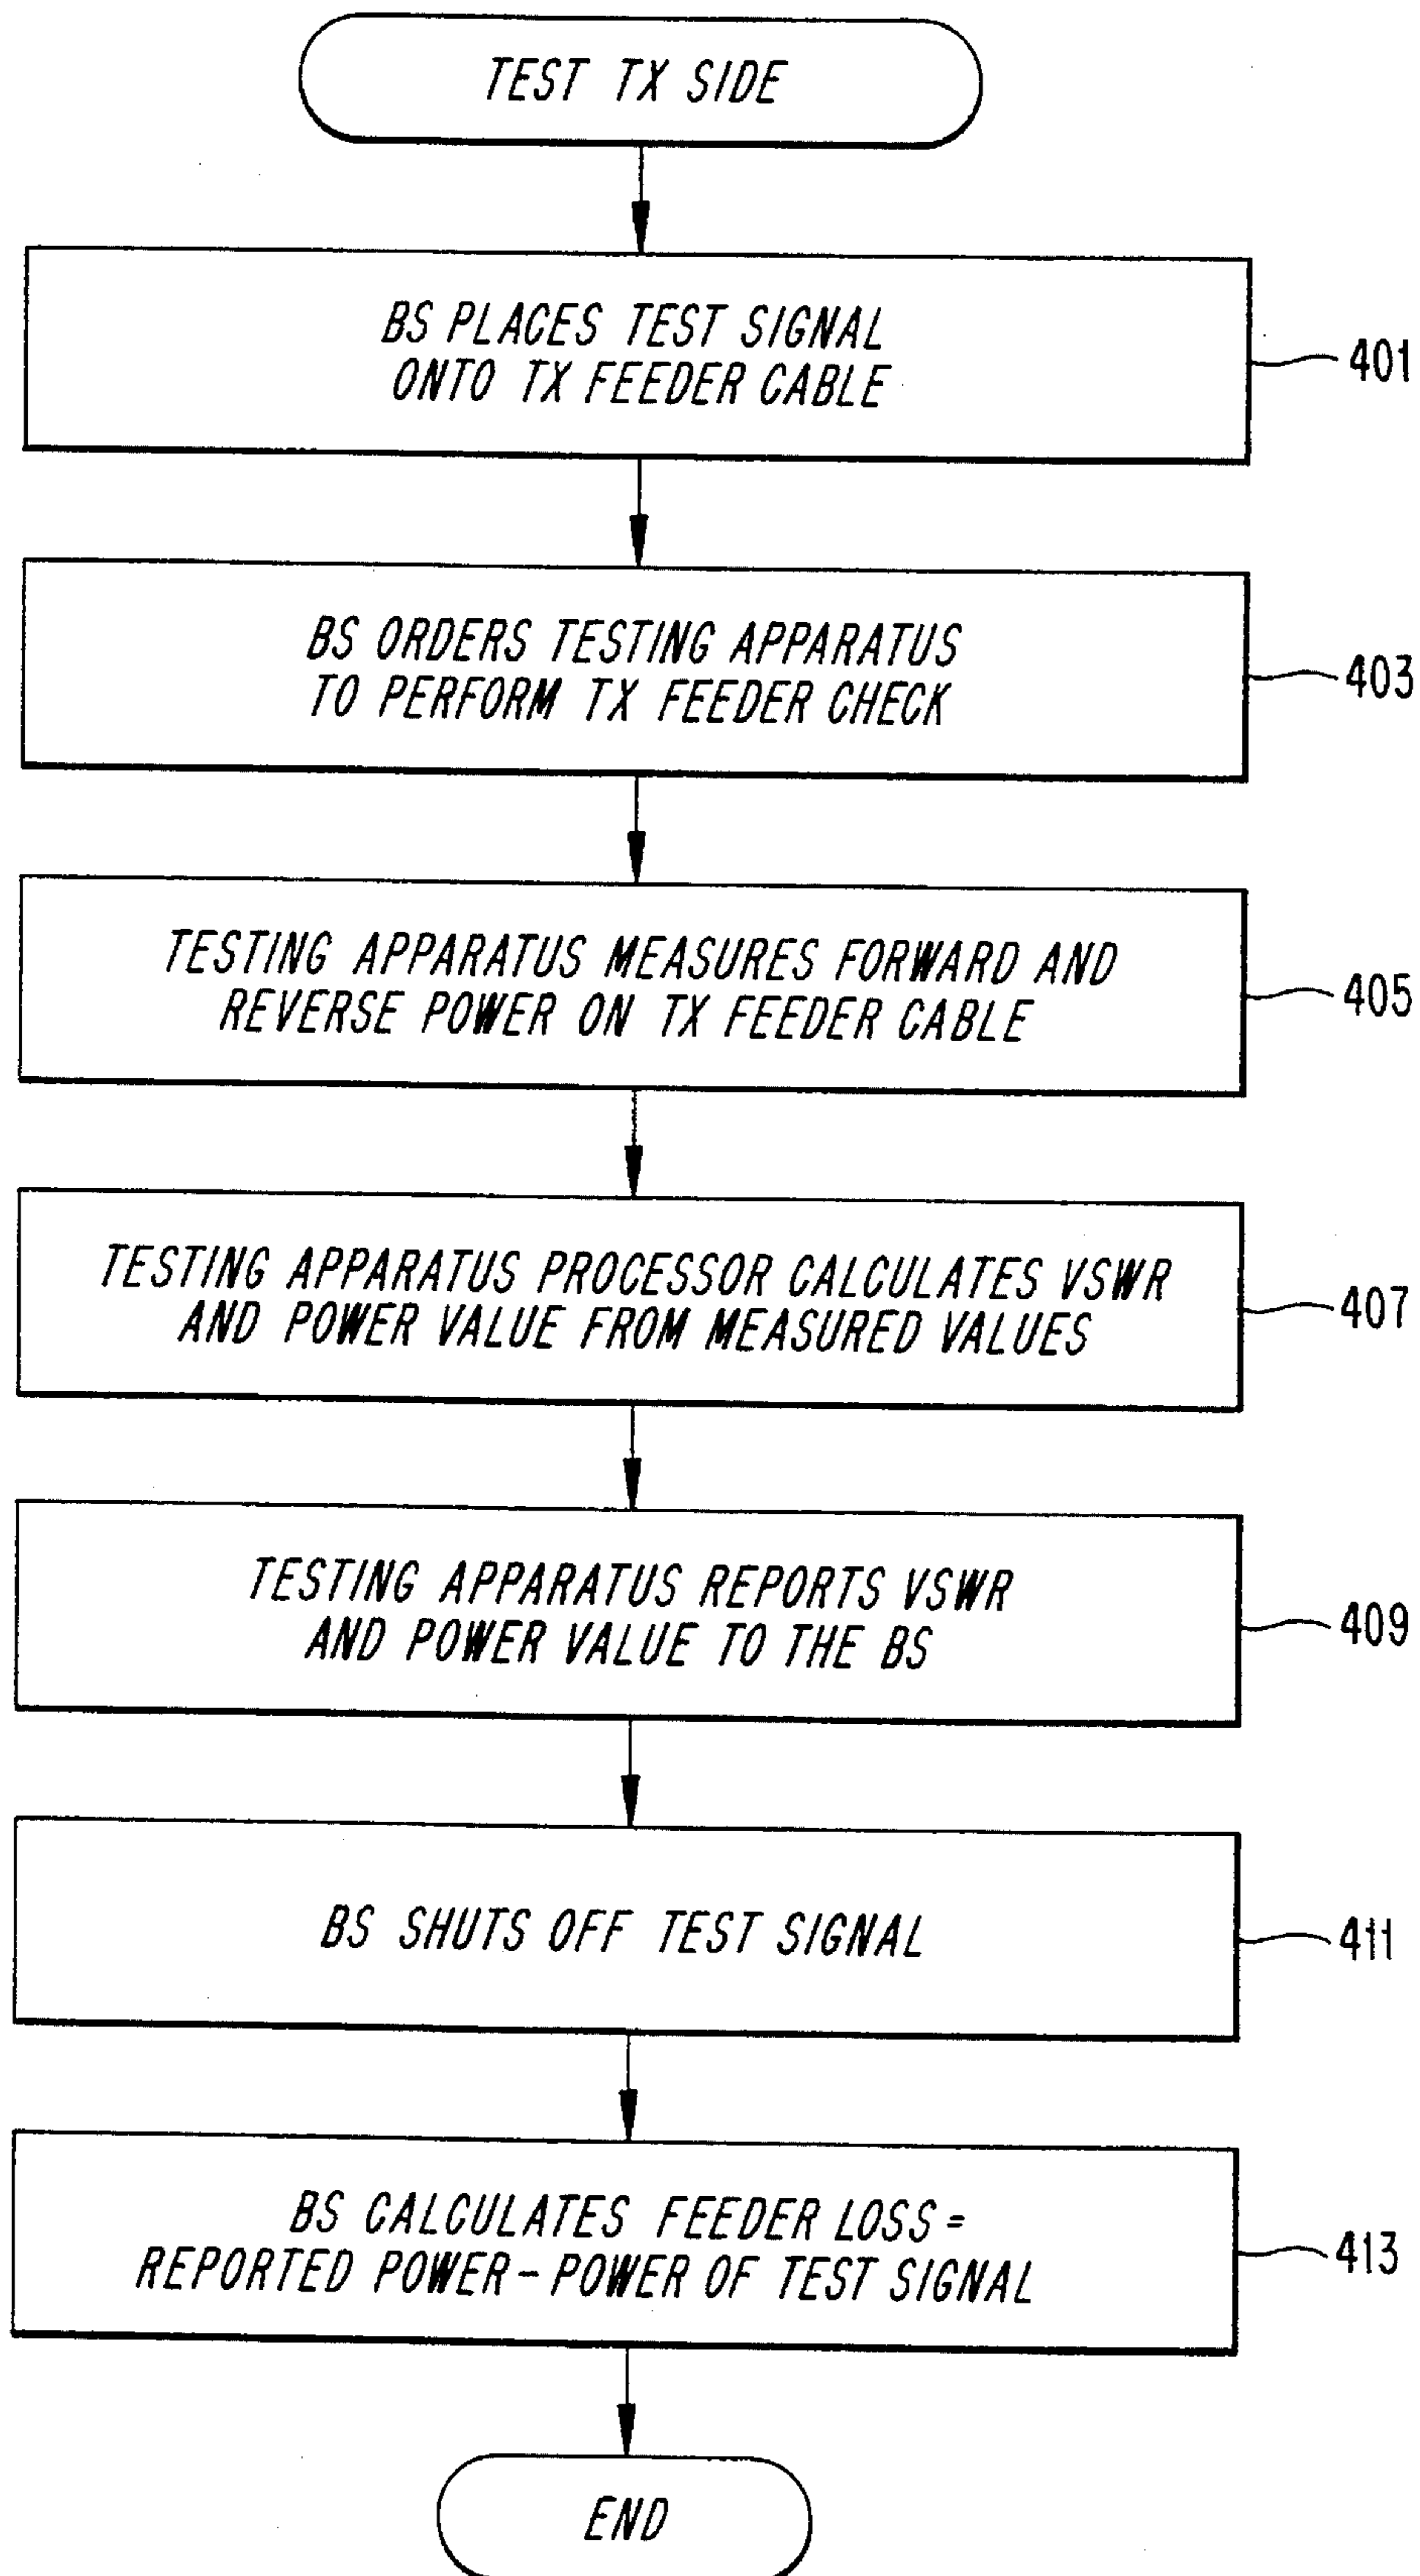 TEST TX SIDE
BS PLACES TEST SIGNAL
ONTO TX FEEDER CABLE
401
BS ORDERS TESTING APPARATUS
TO PERFORM TX FEEDER CHECK
403
TESTING APPARATUS MEASURES FORWARD AND
REVERSE POWER ON TX FEEDER CABLE
405
TESTING APPARATUS PROCESSOR CALCULATES VSWR
AND POWER VALUE FROM MEASURED VALUES
407
TESTING APPARATUS REPORTS VSWR
AND POWER VALUE TO THE BS
409
BS SHUTS OFF TEST SIGNAL
411
BS CALCULATES FEEDER LOSS =
REPORTED POWER - POWER OF TEST SIGNAL
413
END